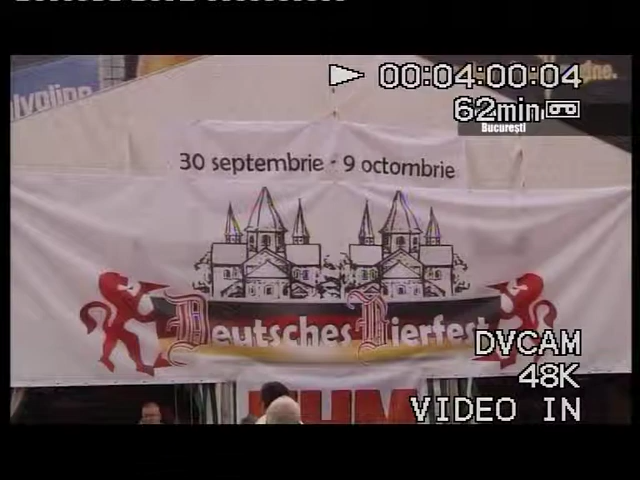 00:04:00:04
62min
București
30 septembrie - 9 octombrie
Deutsches Bierfest
DVCAM
48K
VIDEO IN